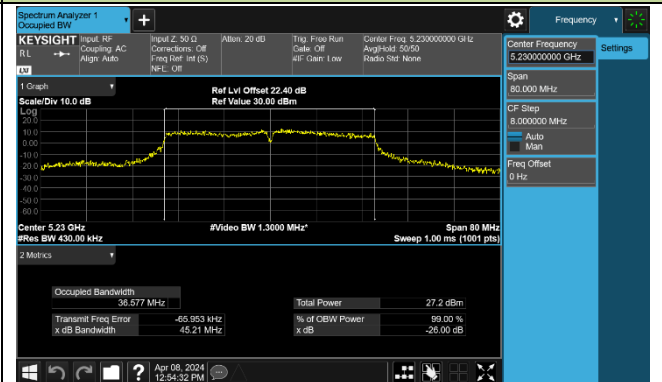 Spectrum Analyzer 1
Occupied BW
Frequency
KEYSIGHT
RL
LXI
Input: RF
Coupling: AC
Align: Auto
Input Z: 50 Ω
Corrections: Off
Freq Ref: Int (S)
NFE: Off
Atten: 20 dB
Trig: Free Run
Gate: Off
#IF Gain: Low
Center Freq: 5.230000000 GHz
Avg|Hold: 50/50
Radio Std: None
Center Frequency
5.230000000 GHz
Settings
Span
80.000 MHz
CF Step
8.000000 MHz
Auto
Man
Freq Offset
0 Hz
1 Graph
Scale/Div 10.0 dB
Ref Lvl Offset 22.40 dB
Ref Value 30.00 dBm
Log
20.0
10.0
0.00
-10.0
-20.0
-30.0
-40.0
-50.0
-60.0
Center 5.23 GHz
#Video BW 1.3000 MHz*
Span 80 MHz
#Res BW 430.00 kHz
Sweep 1.00 ms (1001 pts)
2 Metrics
Occupied Bandwidth
36.577 MHz
Total Power
27.2 dBm
Transmit Freq Error
-65.953 kHz
% of OBW Power
99.00 %
x dB Bandwidth
45.21 MHz
x dB
-26.00 dB
?
Apr 08, 2024
12:54:32 PM